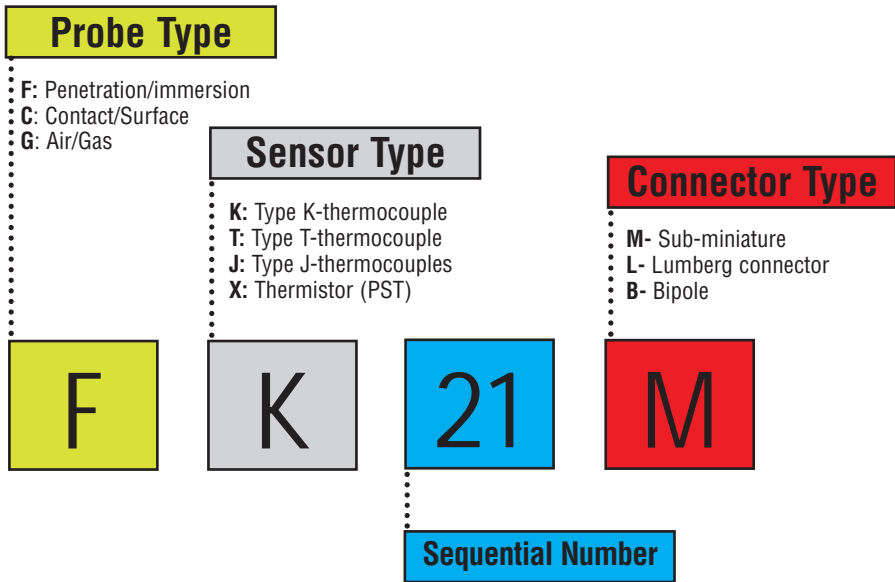 Probe Type
F: Penetration/immersion
C: Contact/Surface
G: Air/Gas
Sensor Type
K: Type K-thermocouple
T: Type T-thermocouple
J: Type J-thermocouples
X: Thermistor (PST)
Connector Type
M- Sub-miniature
L- Lumberg connector
B- Bipole
F
K
21
M
Sequential Number